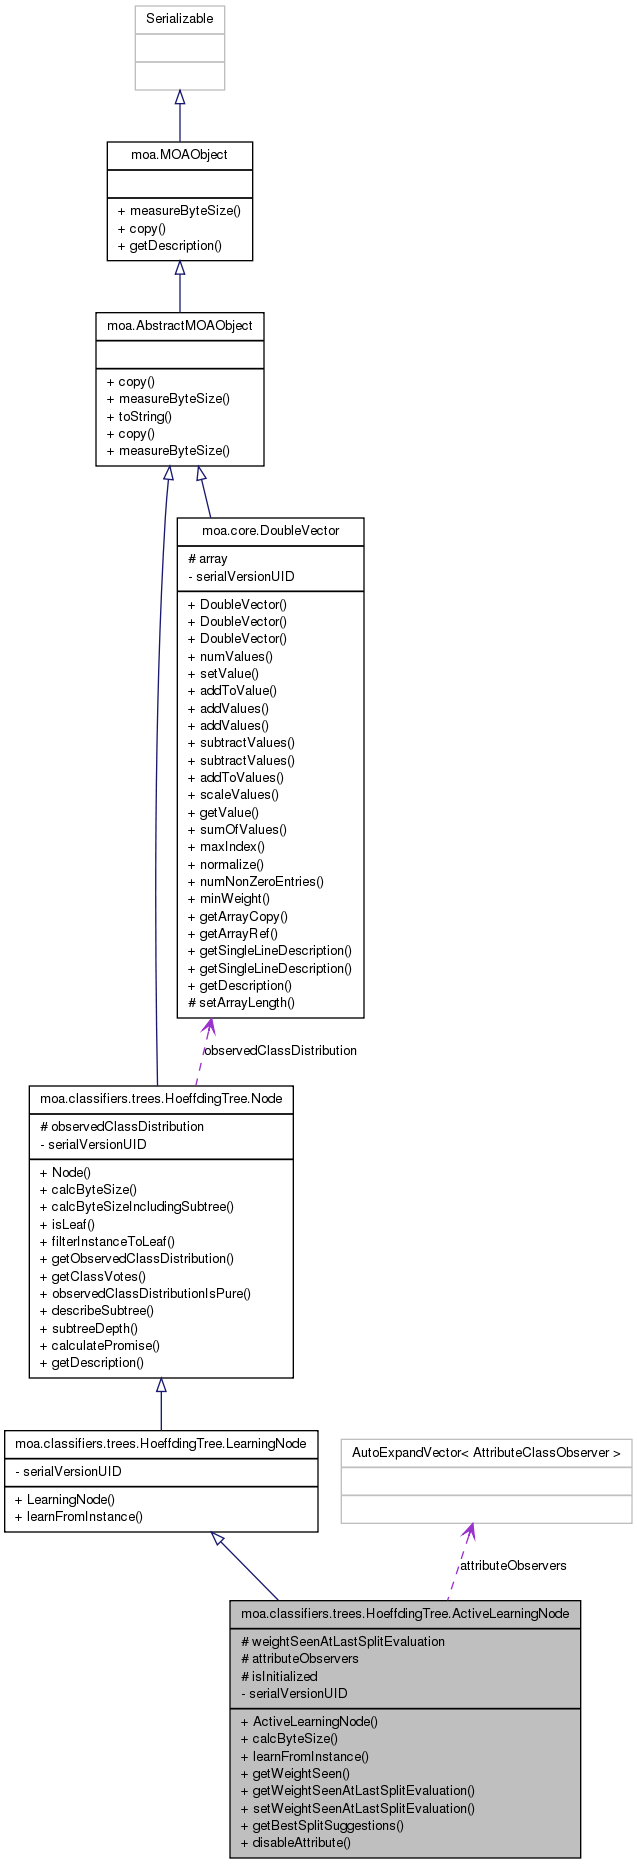 Serializable
moa.MOAObject
+ measureByteSize()
+ copy()
+ getDescription()
moa.AbstractMOAObject
+ copy()
+ measureByteSize()
+ toString()
+ copy()
+ measureByteSize()
moa.core.DoubleVector
# array
- serialVersionUID
+ DoubleVector()
+ DoubleVector()
+ DoubleVector()
+ numValues()
+ setValue()
+ addToValue()
+ addValues()
+ addValues()
+ subtractValues()
+ subtractValues()
+ addToValues()
+ scaleValues()
+ getValue()
+ sumOfValues()
+ maxIndex()
+ normalize()
+ numNonZeroEntries()
+ minWeight()
+ getArrayCopy()
+ getArrayRef()
+ getSingleLineDescription()
+ getSingleLineDescription()
+ getDescription()
# setArrayLength()
observedClassDistribution
moa.classifiers.trees.HoeffdingTree.Node
# observedClassDistribution
- serialVersionUID
+ Node()
+ calcByteSize()
+ calcByteSizeIncludingSubtree()
+ isLeaf()
+ filterInstanceToLeaf()
+ getObservedClassDistribution()
+ getClassVotes()
+ observedClassDistributionIsPure()
+ describeSubtree()
+ subtreeDepth()
+ calculatePromise()
+ getDescription()
moa.classifiers.trees.HoeffdingTree.LearningNode
- serialVersionUID
+ LearningNode()
+ learnFromInstance()
AutoExpandVector< AttributeClassObserver >
attributeObservers
moa.classifiers.trees.HoeffdingTree.ActiveLearningNode
# weightSeenAtLastSplitEvaluation
# attributeObservers
# isInitialized
- serialVersionUID
+ ActiveLearningNode()
+ calcByteSize()
+ learnFromInstance()
+ getWeightSeen()
+ getWeightSeenAtLastSplitEvaluation()
+ setWeightSeenAtLastSplitEvaluation()
+ getBestSplitSuggestions()
+ disableAttribute()